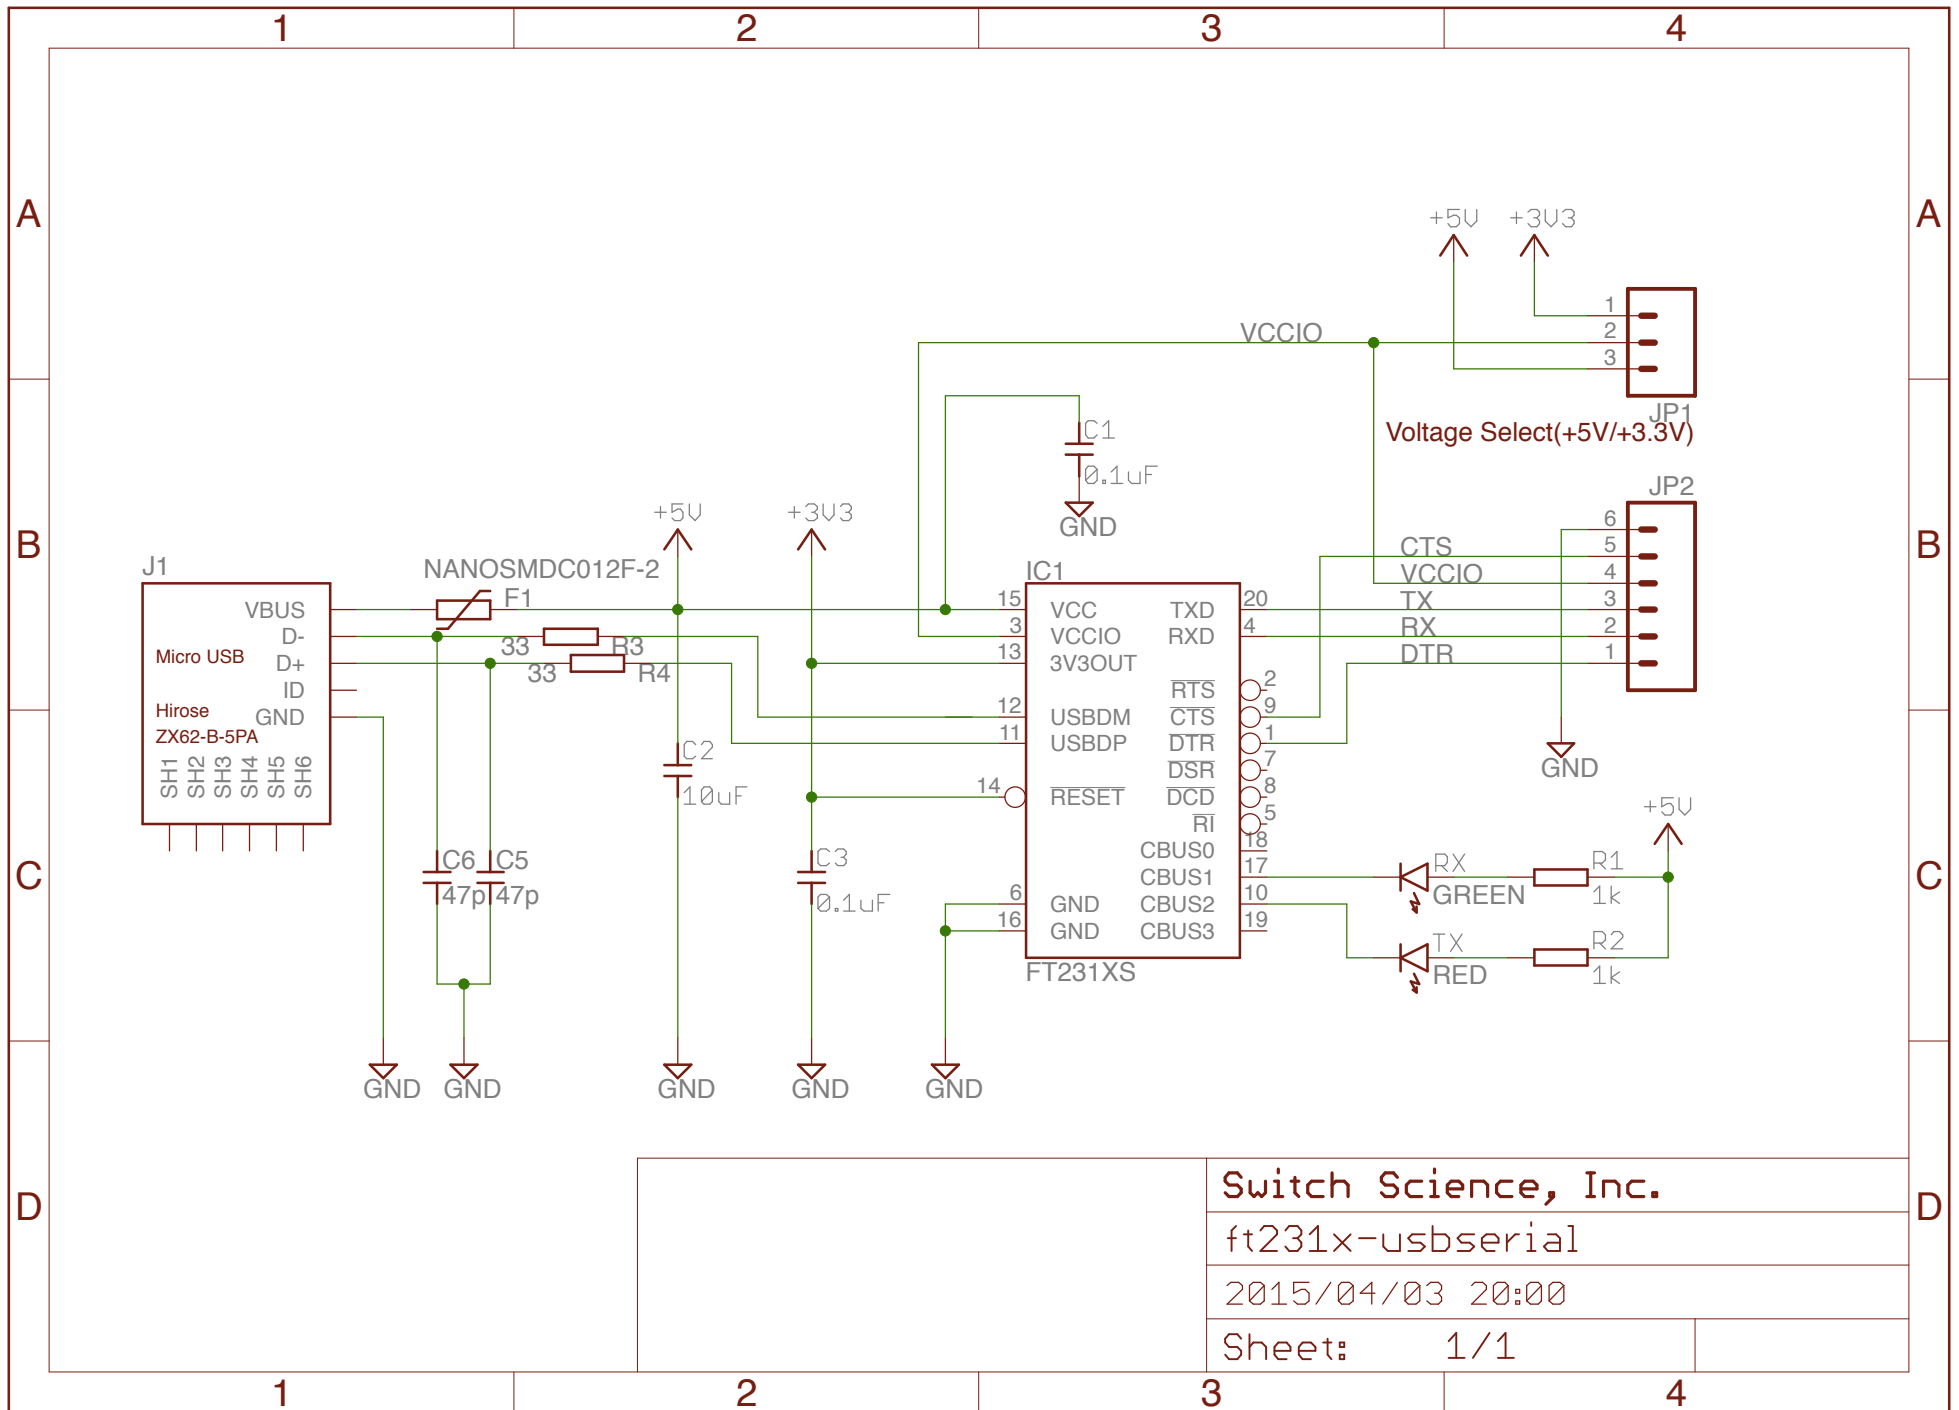 1 2 3 4
A A
+5V +3V3
1
VCCIO 2
3
JP1
Voltage Select(+5V/+3.3V)
C1
0.1uF
GND
JP2
+5V +3V3
B B
6
CTS 5
VCCIO 4
TX 3
RX 2
DTR 1
GND
J1
VBUS
D-
Micro USB D+
ID
Hirose GND
ZX62-B-5PA
SH1 SH2 SH3 SH4 SH5 SH6
NANOSMDC012F-2
F1
33 R3
33 R4
IC1
15 VCC TXD 20
3 VCCIO RXD 4
13 3V3OUT
RTS 2
12 USBDM CTS 9
11 USBDP DTR 1
DSR 7
14 RESET DCD 8
RI 5
CBUS0 18
CBUS1 17
6 GND CBUS2 10
16 GND CBUS3 19
FT231XS
C2
10uF
C3
0.1uF
C C
C6 C5
47p 47p
+5V
RX R1
GREEN 1k
TX R2
RED 1k
GND GND GND GND GND
D D
Switch Science, Inc.
ft231x-usbserial
2015/04/03 20:00
Sheet: 1/1
1 2 3 4